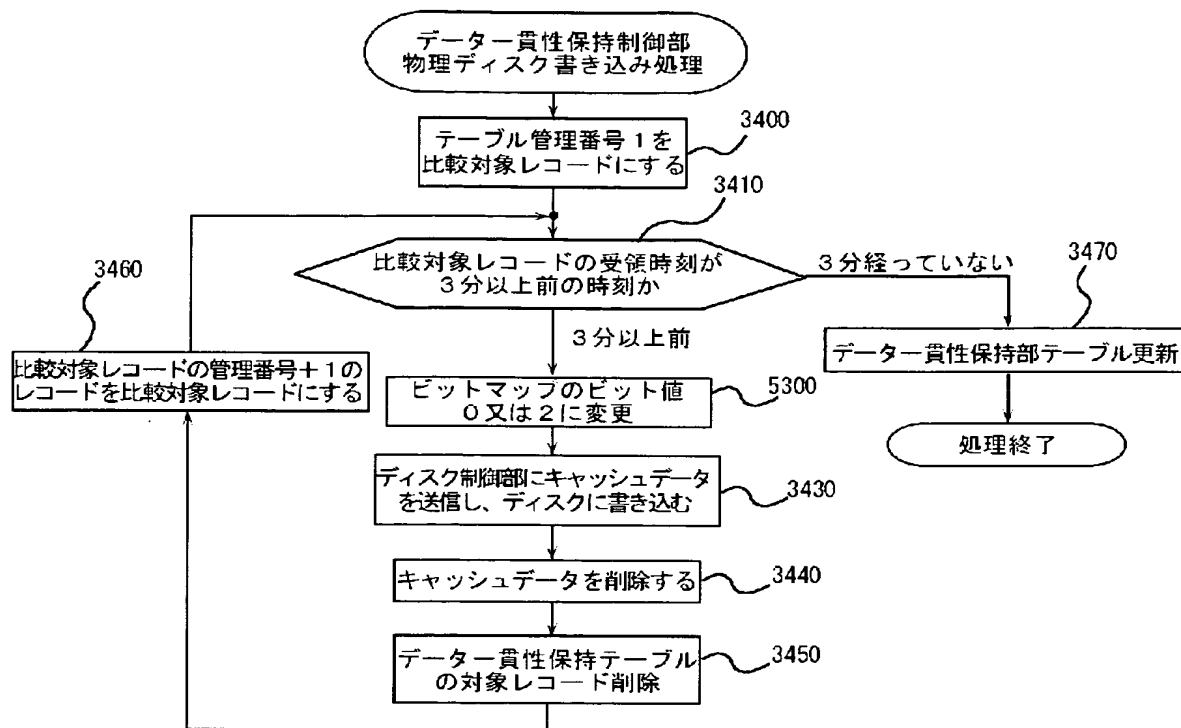 データ一貫性保持制御部
物理ディスク書き込み処理
3400
テーブル管理番号1を
比較対象レコードにする
3410
比較対象レコードの受領時刻が
3分以上前の時刻か
3分経っていない
3470
データ一貫性保持部テーブル更新
処理終了
3460
比較対象レコードの管理番号+1の
レコードを比較対象レコードにする
3分以上前
5300
ビットマップのビット値
0又は2に変更
ディスク制御部にキャッシュデータ
を送信し、ディスクに書き込む
3430
キャッシュデータを削除する
3440
データ一貫性保持テーブル
の対象レコード削除
3450